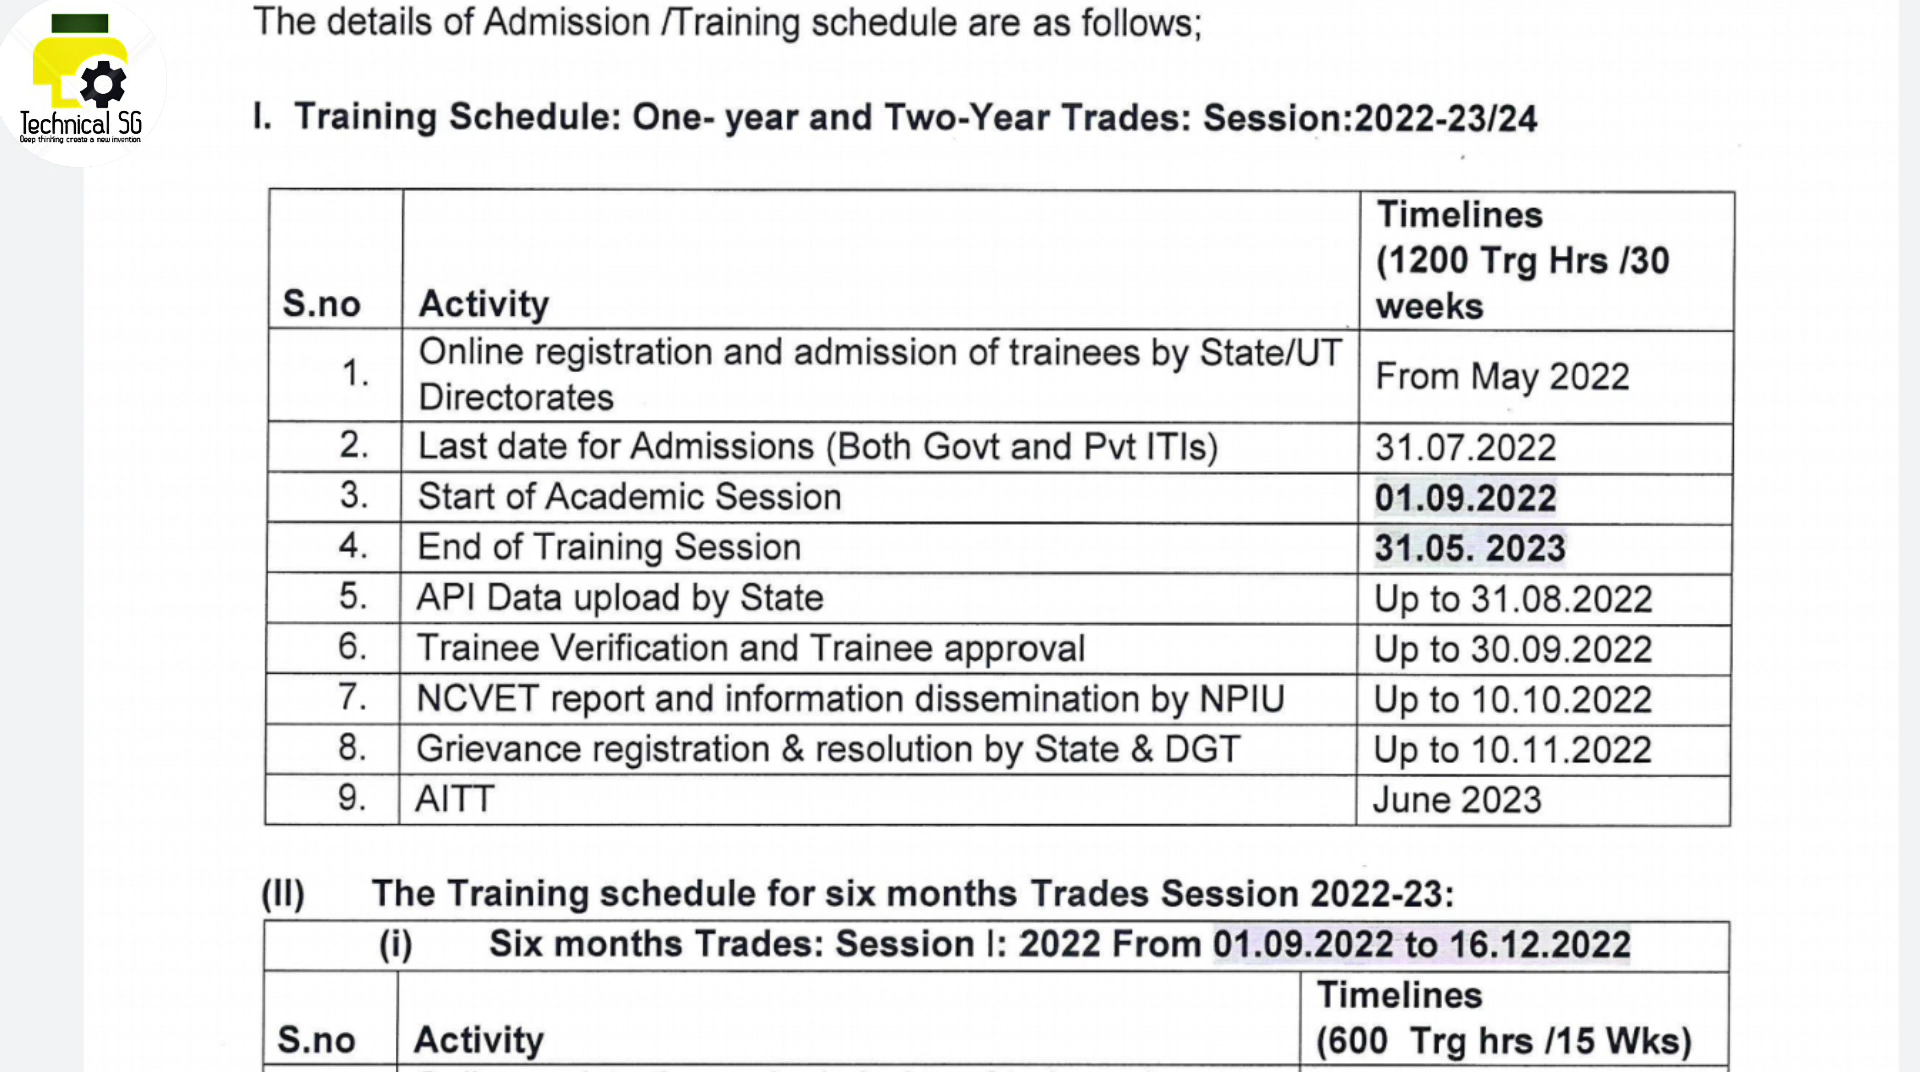 The details of Admission /Training schedule are as follows;
Technical SG
Deep thinking create a new invention
I. Training Schedule: One- year and Two-Year Trades: Session:2022-23/24
S.no Activity Timelines
(1200 Trg Hrs /30
weeks
1. Online registration and admission of trainees by State/UT
Directorates From May 2022
2. Last date for Admissions (Both Govt and Pvt ITIs) 31.07.2022
3. Start of Academic Session 01.09.2022
4. End of Training Session 31.05. 2023
5. API Data upload by State Up to 31.08.2022
6. Trainee Verification and Trainee approval Up to 30.09.2022
7. NCVET report and information dissemination by NPIU Up to 10.10.2022
8. Grievance registration & resolution by State & DGT Up to 10.11.2022
9. AITT June 2023
(II) The Training schedule for six months Trades Session 2022-23:
(i) Six months Trades: Session I: 2022 From 01.09.2022 to 16.12.2022
S.no Activity Timelines
(600 Trg hrs /15 Wks)